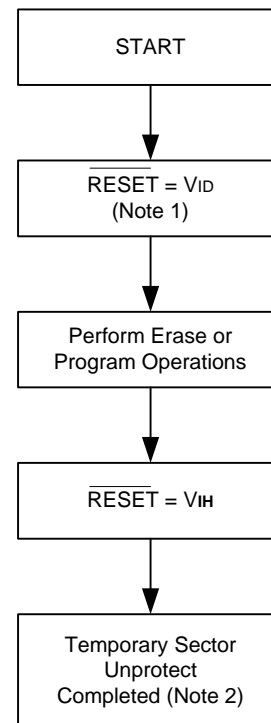 START
RESET = VID
(Note 1)
Perform Erase or
Program Operations
RESET = VIH
Temporary Sector
Unprotect
Completed (Note 2)